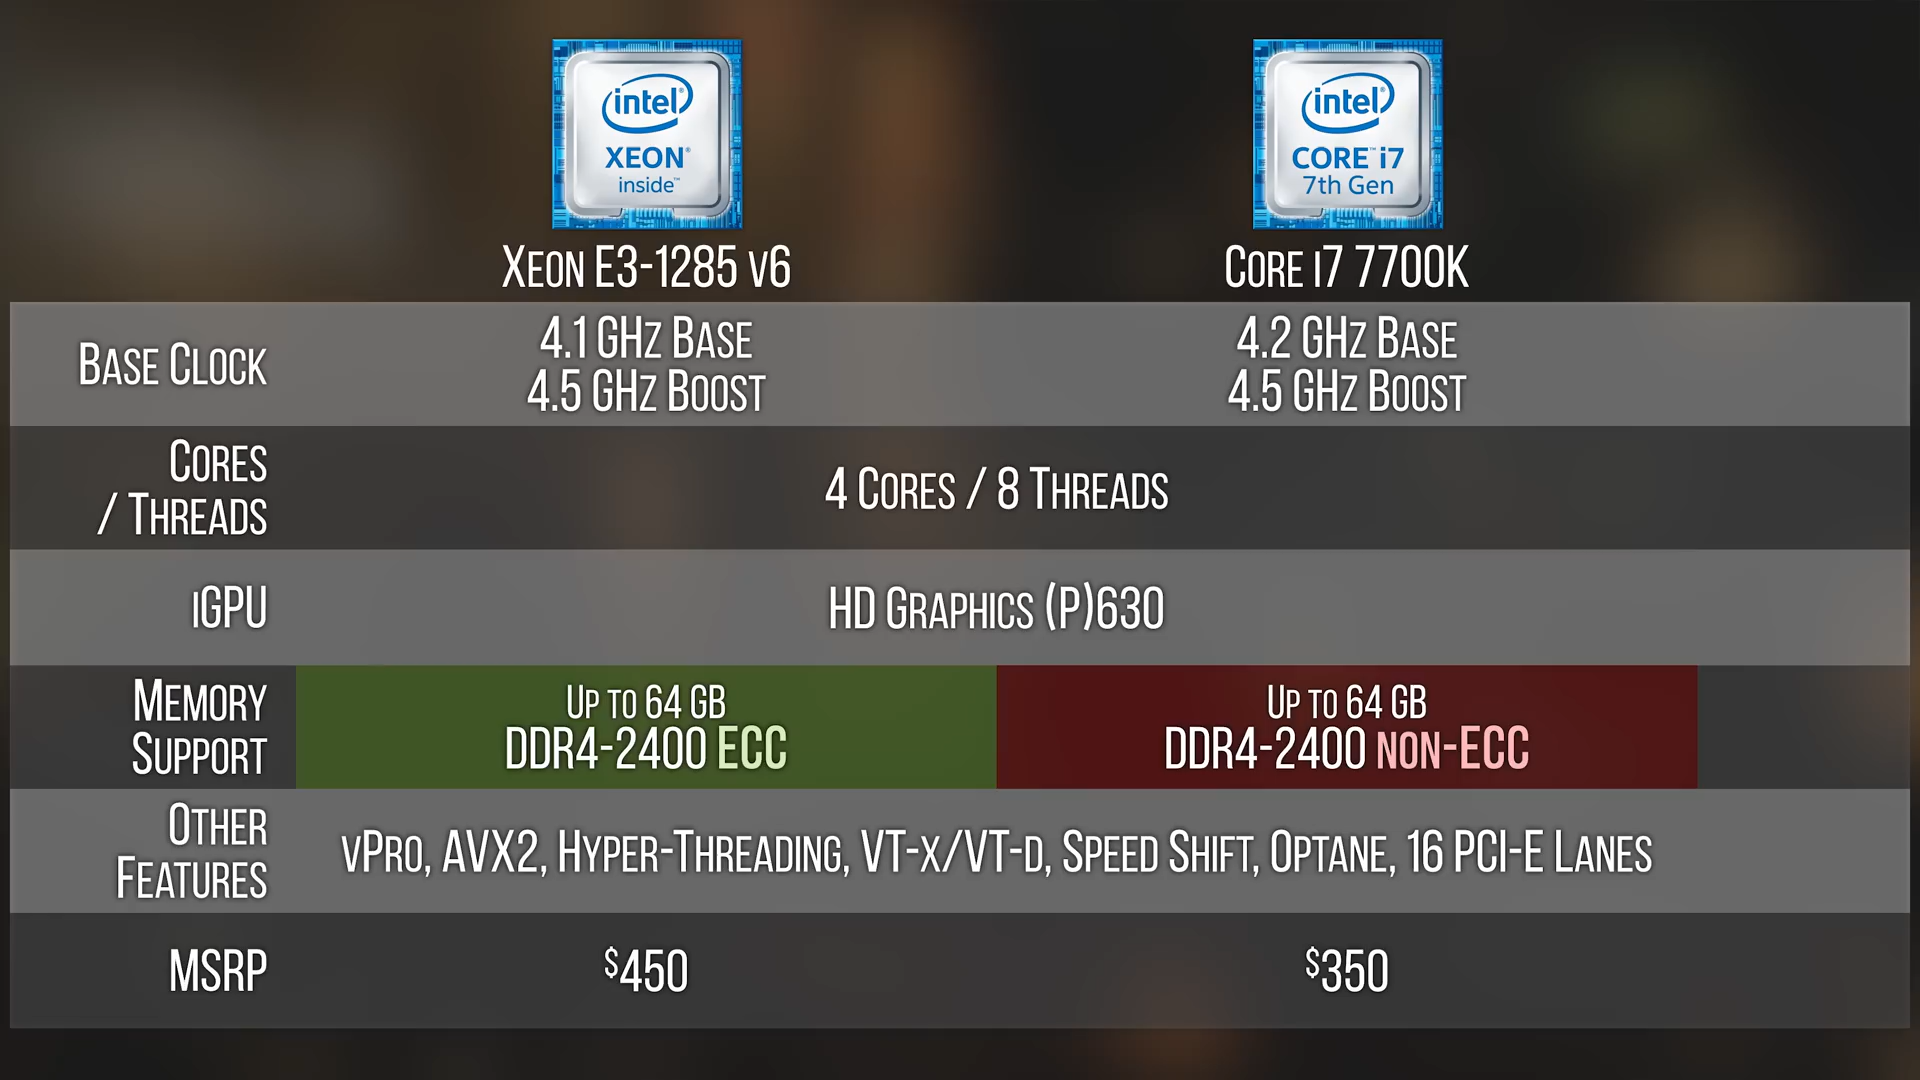 intel®
XEON®
inside™
intel®
CORE™ i7
7th Gen
XEON E3-1285 V6
CORE I7 7700K
BASE CLOCK
4.1 GHZ BASE
4.5 GHZ BOOST
4.2 GHZ BASE
4.5 GHZ BOOST
CORES
/ THREADS
4 CORES / 8 THREADS
IGPU
HD GRAPHICS (P)630
MEMORY
SUPPORT
UP TO 64 GB
DDR4-2400 ECC
UP TO 64 GB
DDR4-2400 NON-ECC
OTHER
FEATURES
VPRO, AVX2, HYPER-THREADING, VT-X/VT-D, SPEED SHIFT, OPTANE, 16 PCI-E LANES
MSRP
$450
$350